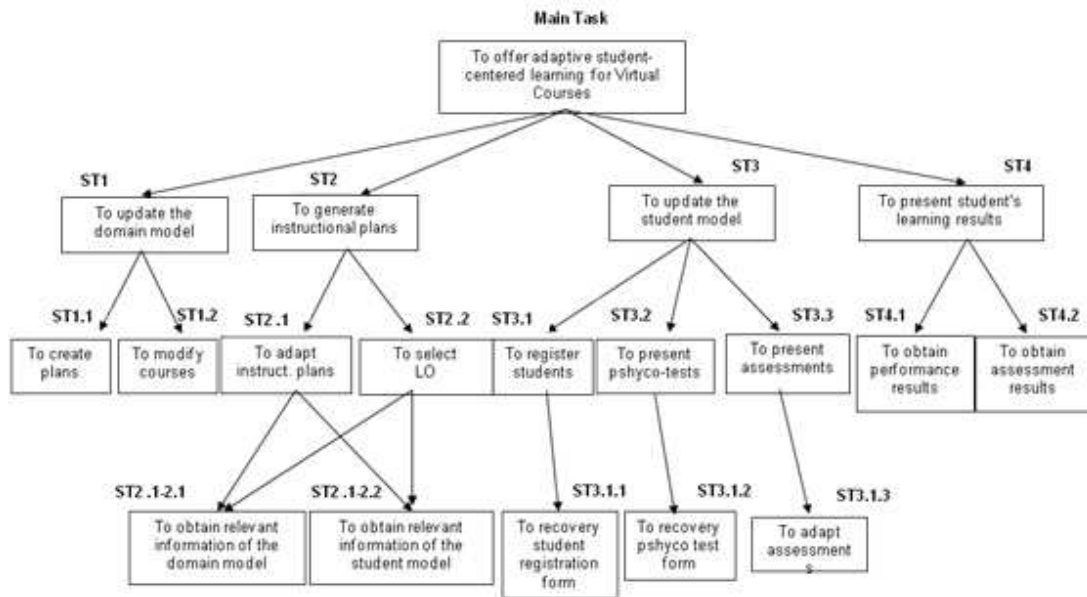 Main Task
To offer adaptive student-
centered learning for Virtual
Courses
ST1
ST2
ST3
ST4
To update the
domain model
To generate
instructional plans
To update the
student model
To present student's
learning results
ST1.1
ST1.2
ST2 .1
ST2 .2
ST3.1
ST3.2
ST3.3
ST4.1
ST4.2
To create
plans
To modify
courses
To adapt
instruct. plans
To select
LO
To register
students
To present
pshyco-tests
To present
assessments
To obtain
performance
results
To obtain
assessment
results
ST2 .1-2.1
ST2 .1-2.2
ST3.1.1
ST3.1.2
ST3.1.3
To obtain relevant
information of the
domain model
To obtain relevant
information of the
student model
To recovery
student
registration
form
To recovery
pshyco test
form
To adapt
assessment
s